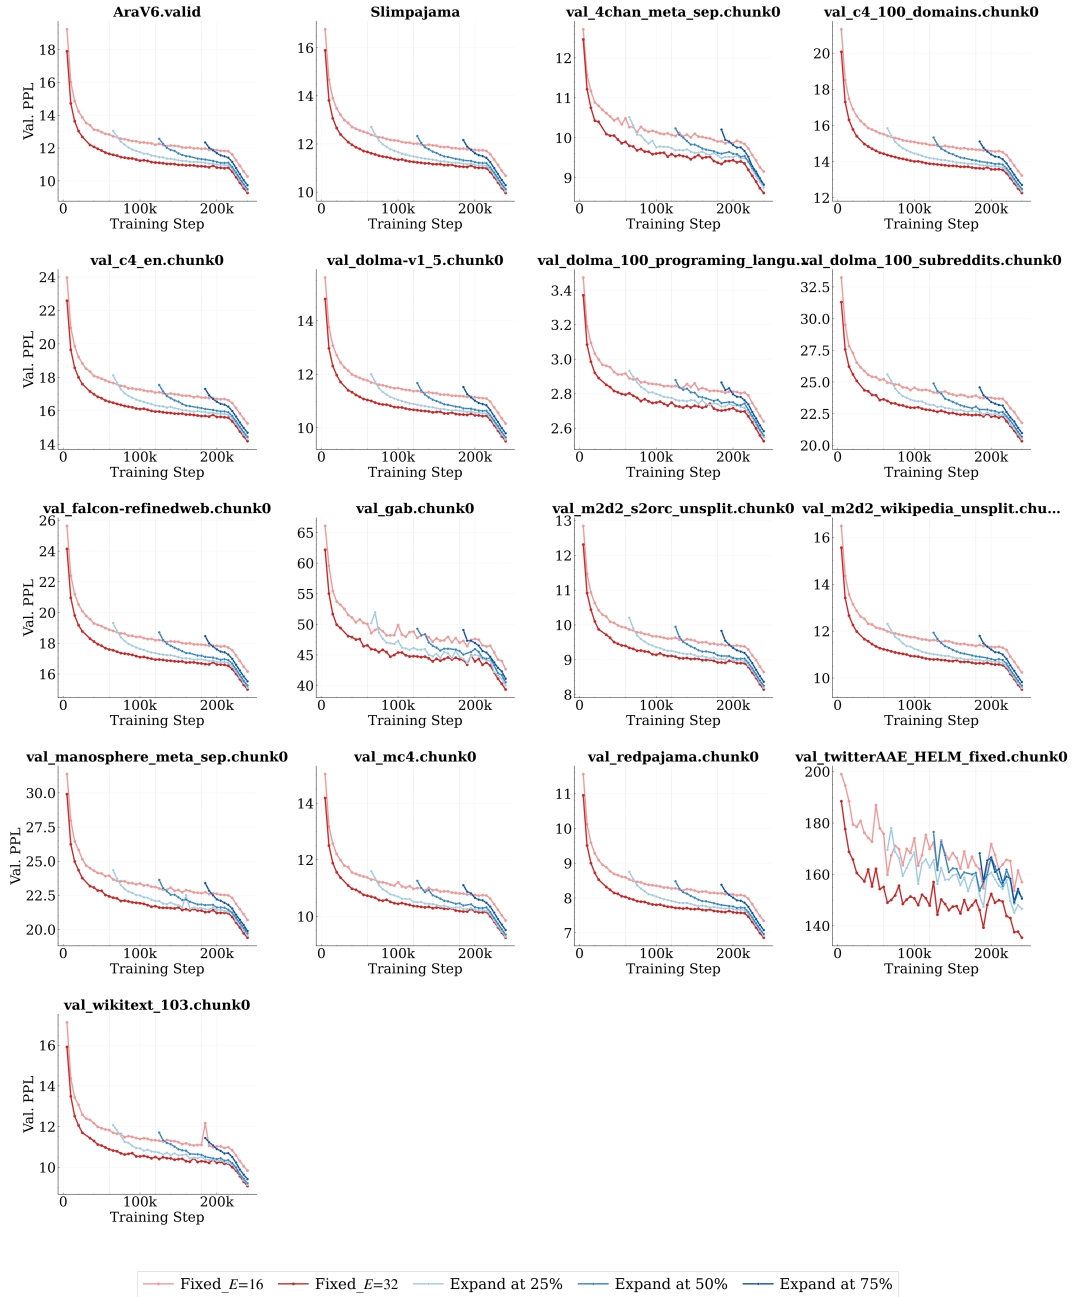 AraV6.valid
Val. PPL
18
16
14
12
10
0
100k
200k
Training Step
Slimpajama
16
14
12
10
0
100k
200k
Training Step
val_4chan_meta_sep.chunk0
12
11
10
9
0
100k
200k
Training Step
val_c4_100_domains.chunk0
20
18
16
14
12
0
100k
200k
Training Step
val_c4_en.chunk0
Val. PPL
24
22
20
18
16
14
0
100k
200k
Training Step
val_dolma-v1_5.chunk0
14
12
10
0
100k
200k
Training Step
val_dolma_100_programing_langu...
3.4
3.2
3.0
2.8
2.6
0
100k
200k
Training Step
val_dolma_100_subreddits.chunk0
32.5
30.0
27.5
25.0
22.5
20.0
0
100k
200k
Training Step
val_falcon-refinedweb.chunk0
Val. PPL
26
24
22
20
18
16
0
100k
200k
Training Step
val_gab.chunk0
65
60
55
50
45
40
0
100k
200k
Training Step
val_m2d2_s2orc_unsplit.chunk0
13
12
11
10
9
8
0
100k
200k
Training Step
val_m2d2_wikipedia_unsplit.chu...
16
14
12
10
0
100k
200k
Training Step
val_manosphere_meta_sep.chunk0
Val. PPL
30.0
27.5
25.0
22.5
20.0
0
100k
200k
Training Step
val_mc4.chunk0
14
12
10
0
100k
200k
Training Step
val_redpajama.chunk0
11
10
9
8
7
0
100k
200k
Training Step
val_twitterAAE_HELM_fixed.chunk0
200
180
160
140
0
100k
200k
Training Step
val_wikitext_103.chunk0
Val. PPL
16
14
12
10
0
100k
200k
Training Step
Fixed_E=16
Fixed_E=32
Expand at 25%
Expand at 50%
Expand at 75%